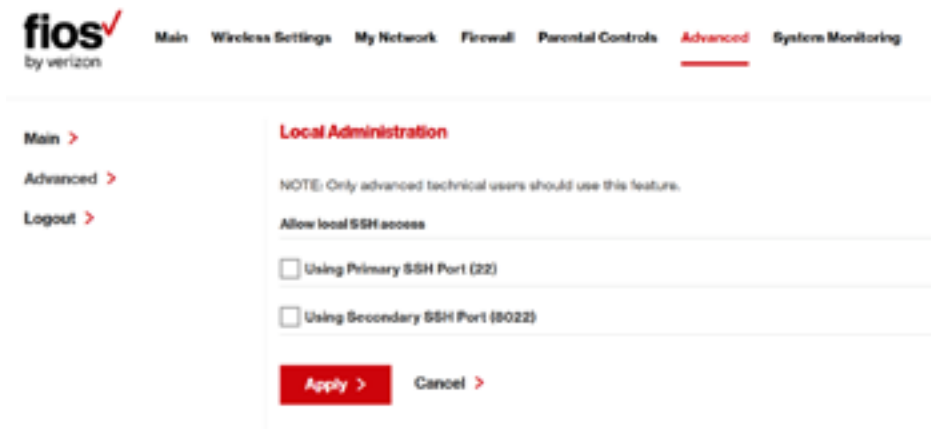 fios
by verizon
Main Wireless Settings My Network Firewall Parental Controls Advanced System Monitoring
Main >
Advanced >
Logout >
Local Administration
NOTE: Only advanced technical users should use this feature.
Allow local SSH access
Using Primary SSH Port (22)
Using Secondary SSH Port (8022)
Apply > Cancel >